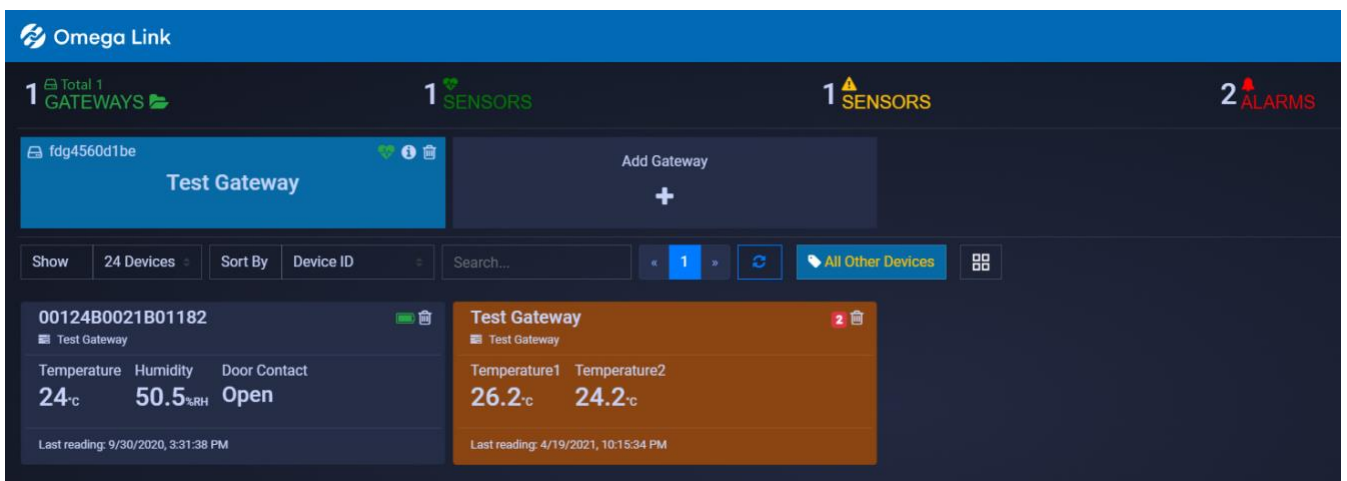 Omega Link
1 Total 1 GATEWAYS
1 SENSORS
1 SENSORS
2 ALARMS
fdg4560d1be
Test Gateway
Add Gateway
+
Show 24 Devices Sort By Device ID Search... « 1 » All Other Devices
00124B0021B01182
Test Gateway
Temperature Humidity Door Contact
24°C 50.5%RH Open
Last reading: 9/30/2020, 3:31:38 PM
Test Gateway 2
Test Gateway
Temperature1 Temperature2
26.2°C 24.2°C
Last reading: 4/19/2021, 10:15:34 PM